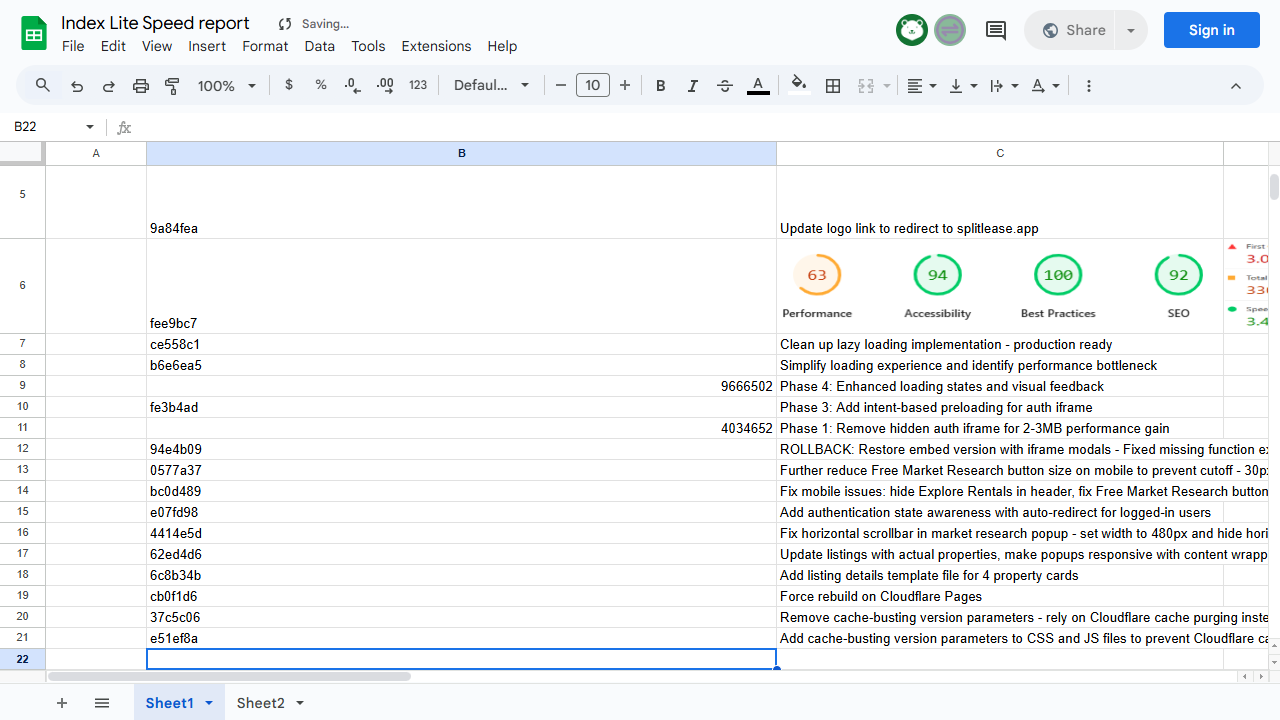 Index Lite Speed report
Saving...
File Edit View Insert Format Data Tools Extensions Help
Share
Sign in
100% $ % .0 .00 123 Defaul... 10 B I A
B22
fx
A B C
5 9a84fea Update logo link to redirect to splitlease.app
63 94 100 92
Performance Accessibility Best Practices SEO
First
3.0
Total
Spee
3.4
6 fee9bc7
7 ce558c1 Clean up lazy loading implementation - production ready
8 b6e6ea5 Simplify loading experience and identify performance bottleneck
9 9666502 Phase 4: Enhanced loading states and visual feedback
10 fe3b4ad Phase 3: Add intent-based preloading for auth iframe
11 4034652 Phase 1: Remove hidden auth iframe for 2-3MB performance gain
12 94e4b09 ROLLBACK: Restore embed version with iframe modals - Fixed missing function e
13 0577a37 Further reduce Free Market Research button size on mobile to prevent cutoff - 30p
14 bc0d489 Fix mobile issues: hide Explore Rentals in header, fix Free Market Research button
15 e07fd98 Add authentication state awareness with auto-redirect for logged-in users
16 4414e5d Fix horizontal scrollbar in market research popup - set width to 480px and hide hori
17 62ed4d6 Update listings with actual properties, make popups responsive with content wrapp
18 6c8b34b Add listing details template file for 4 property cards
19 cb0f1d6 Force rebuild on Cloudflare Pages
20 37c5c06 Remove cache-busting version parameters - rely on Cloudflare cache purging inste
21 e51ef8a Add cache-busting version parameters to CSS and JS files to prevent Cloudflare ca
22
Sheet1 Sheet2